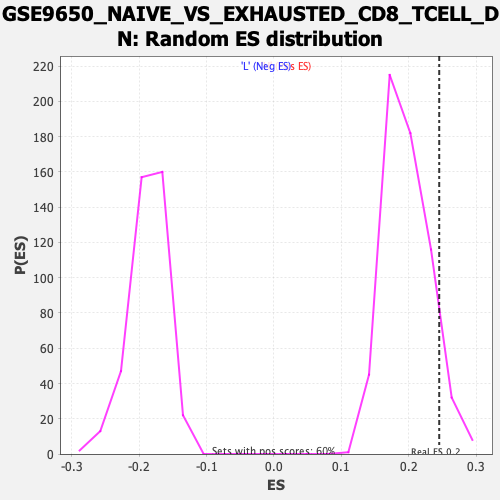 GSE9650_NAIVE_VS_EXHAUSTED_CD8_TCELL_D
N: Random ES distribution
'L' (Neg ES)s ES)
220
200
180
160
140
120
100
80
60
40
20
0
P(ES)
Sets with pos scores: 60%
Real ES 0.2
-0.3 -0.2 -0.1 0.0 0.1 0.2 0.3
ES